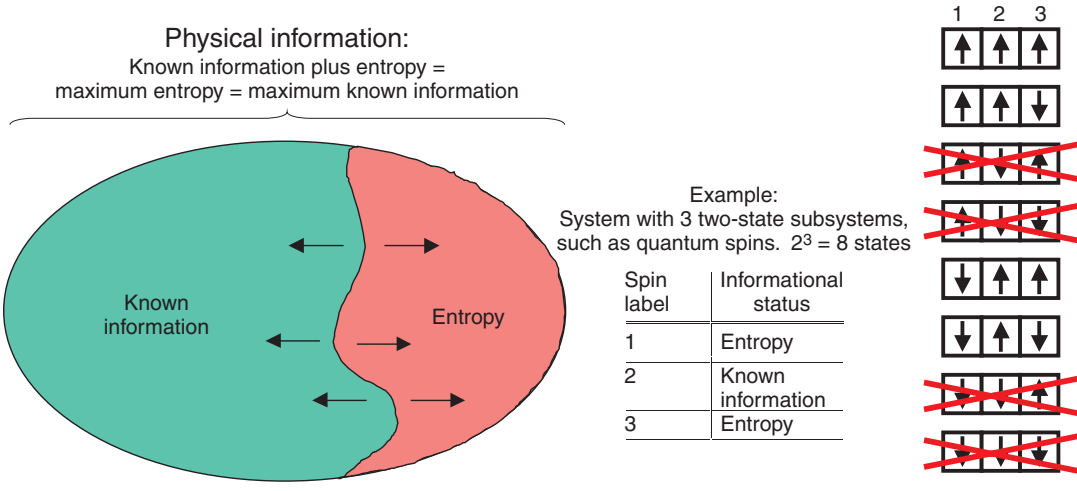 Physical information:
Known information plus entropy =
maximum entropy = maximum known information
Known
information
Entropy
Example:
System with 3 two-state subsystems,
such as quantum spins. 2³ = 8 states
Spin Informational
label status
1 Entropy
2 Known
information
3 Entropy
1 2 3